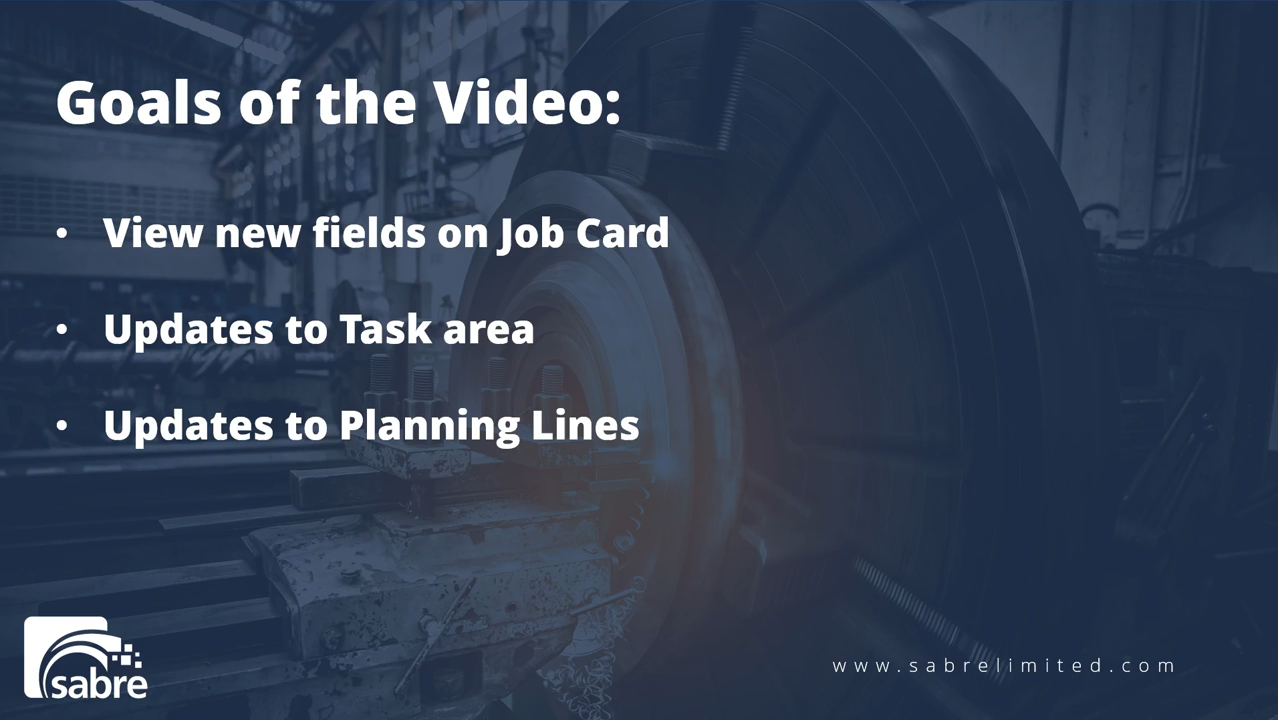 Goals of the Video:
• View new fields on Job Card
• Updates to Task area
• Updates to Planning Lines
sabre
www.sabrelimited.com